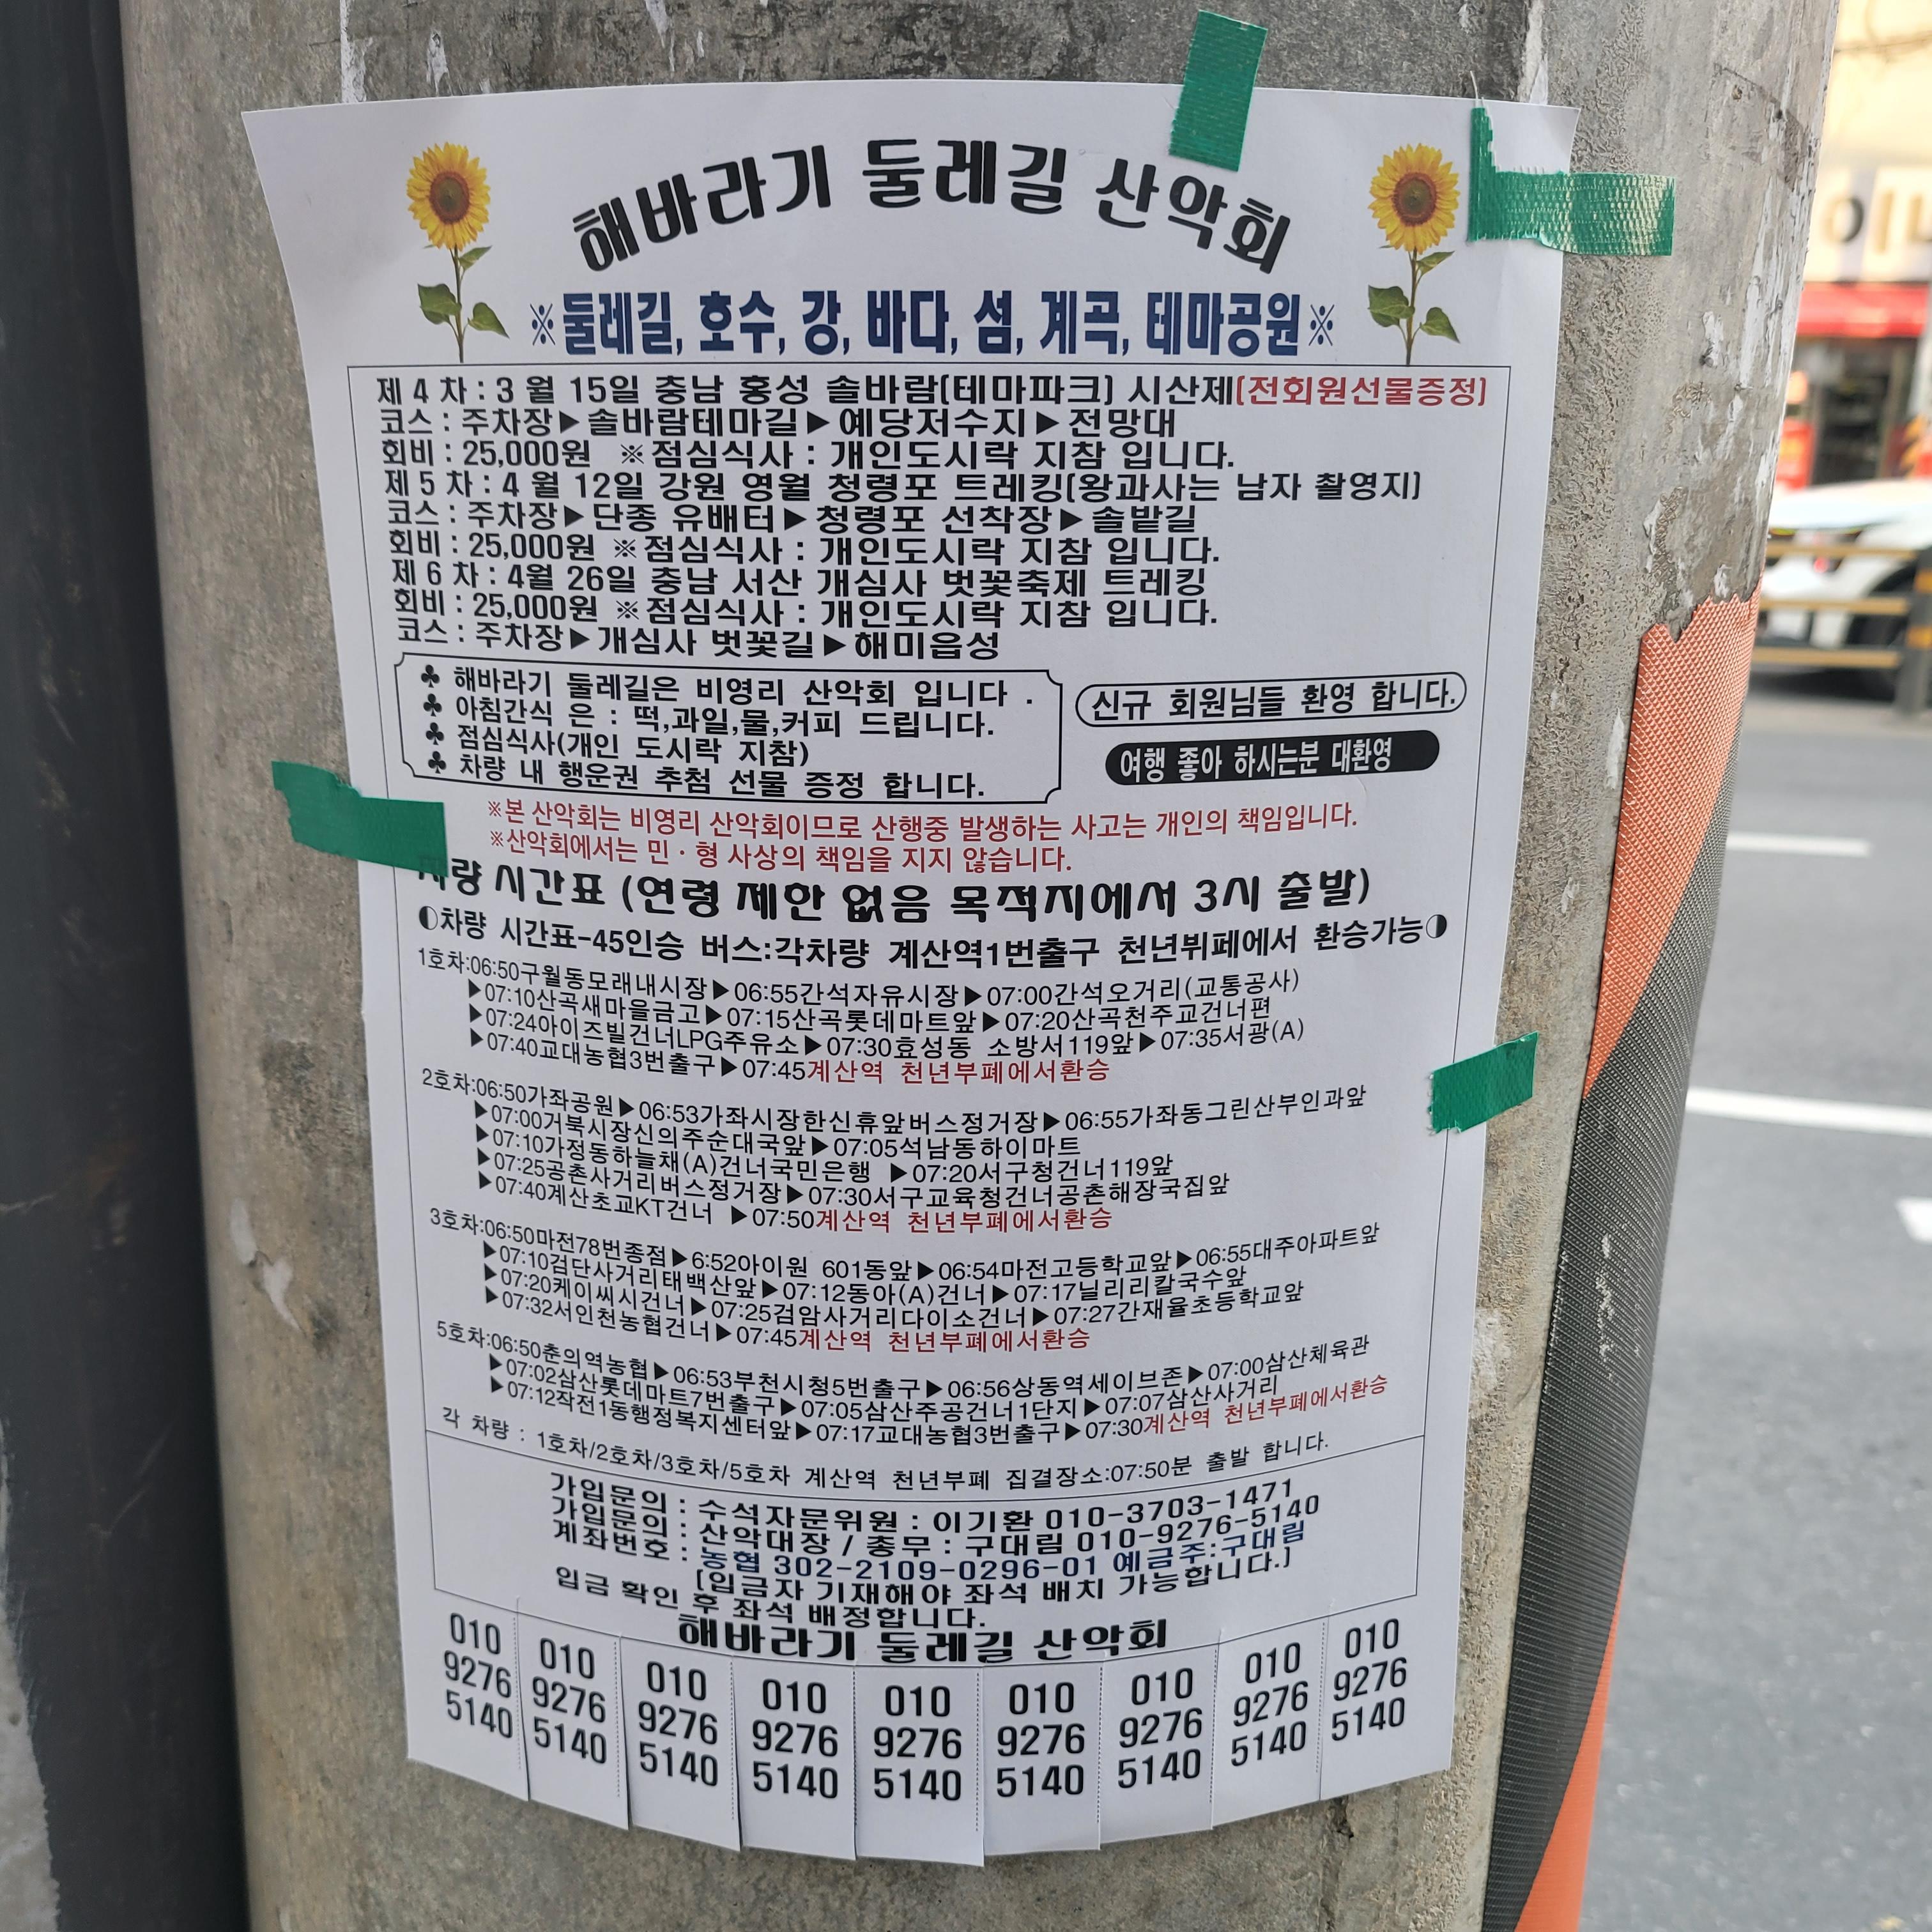 해바라기 둘레길 산악회
※둘레길, 호수, 강, 바다, 섬, 계곡, 테마공원※
제 4 차 : 3 월 15일 충남 홍성 솔바람(테마파크) 시산제(전회원선물증정)
코스 : 주차장▶솔바람테마길▶예당저수지▶전망대
회비 : 25,000원 ※점심식사 : 개인도시락 지참 입니다.
제 5 차 : 4 월 12일 강원 영월 청령포 트레킹(왕과사는 남자 촬영지)
코스 : 주차장▶단종 유배터▶청령포 선착장▶솔밭길
회비 : 25,000원 ※점심식사 : 개인도시락 지참 입니다.
제 6 차 : 4월 26일 충남 서산 개심사 벗꽃축제 트레킹
회비 : 25,000원 ※점심식사 : 개인도시락 지참 입니다.
코스 : 주차장▶개심사 벗꽃길▶해미읍성
♣ 해바라기 둘레길은 비영리 산악회 입니다 .
♣ 아침간식 은 : 떡,과일,물,커피 드립니다.
♣ 점심식사(개인 도시락 지참)
♣ 차량 내 행운권 추첨 선물 증정 합니다.
신규 회원님들 환영 합니다.
여행 좋아 하시는분 대환영
※본 산악회는 비영리 산악회이므로 산행중 발생하는 사고는 개인의 책임입니다.
※산악회에서는 민 · 형 사상의 책임을 지지 않습니다.
차량 시간표 (연령 제한 없음 목적지에서 3시 출발)
◐차량 시간표-45인승 버스:각차량 계산역1번출구 천년뷔페에서 환승가능◑
1호차:06:50구월동모래내시장▶06:55간석자유시장▶07:00간석오거리(교통공사)
▶07:10산곡새마을금고▶07:15산곡롯데마트앞▶07:20산곡천주교건너편
▶07:24아이즈빌건너LPG주유소▶07:30효성동 소방서119앞▶07:35서광(A)
▶07:40교대농협3번출구▶07:45계산역 천년부폐에서환승
2호차:06:50가좌공원▶06:53가좌시장한신휴앞버스정거장▶06:55가좌동그린산부인과앞
▶07:00거북시장신의주순대국앞▶07:05석남동하이마트
▶07:10가정동하늘채(A)건너국민은행 ▶07:20서구청건너119앞
▶07:25공촌사거리버스정거장▶07:30서구교육청건너공촌해장국집앞
▶07:40계산초교KT건너 ▶07:50계산역 천년부폐에서환승
3호차:06:50마전78번종점▶6:52아이원 601동앞▶06:54마전고등학교앞▶06:55대주아파트앞
▶07:10검단사거리태백산앞▶07:12동아(A)건너▶07:17닐리리칼국수앞
▶07:20케이씨시건너▶07:25검암사거리다이소건너▶07:27간재율초등학교앞
▶07:32서인천농협건너▶07:45계산역 천년부폐에서환승
5호차:06:50춘의역농협▶06:53부천시청5번출구▶06:56상동역세이브존▶07:00삼산체육관
▶07:02삼산롯데마트7번출구▶07:05삼산주공건너1단지▶07:07삼산사거리
▶07:12작전1동행정복지센터앞▶07:17교대농협3번출구▶07:30계산역 천년부폐에서환승
각 차량 : 1호차/2호차/3호차/5호차 계산역 천년부폐 집결장소:07:50분 출발 합니다.
가입문의 : 수석자문위원 : 이기환 010-3703-1471
가입문의 : 산악대장 / 총무 : 구대림 010-9276-5140
계좌번호 : 농협 302-2109-0296-01 예금주:구대림
(입금자 기재해야 좌석 배치 가능합니다.)
입금 확인 후 좌석 배정합니다.
해바라기 둘레길 산악회
010 9276 5140
010 9276 5140
010 9276 5140
010 9276 5140
010 9276 5140
010 9276 5140
010 9276 5140
010 9276 5140
010 9276 5140